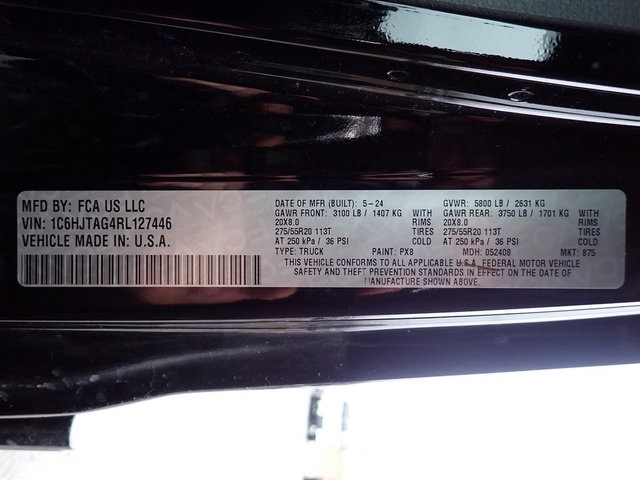 MFD BY: FCA US LLC
VIN: 1C6HJTAG4RL127446
VEHICLE MADE IN: U.S.A.
DATE OF MFR (BUILT): 5-24 GVWR: 5800 LB / 2631 KG
GAWR FRONT: 3100 LB / 1407 KG WITH GAWR REAR: 3750 LB / 1701 KG WITH
20X8.0 RIMS 20X8.0 RIMS
275/55R20 113T TIRES 275/55R20 113T TIRES
AT 250 kPa / 36 PSI COLD AT 250 kPa / 36 PSI COLD
TYPE: TRUCK PAINT: PX8 MDH: 052408 MKT: 875
THIS VEHICLE CONFORMS TO ALL APPLICABLE U.S.A. FEDERAL MOTOR VEHICLE
SAFETY AND THEFT PREVENTION STANDARDS IN EFFECT ON THE DATE OF
MANUFACTURE SHOWN ABOVE.